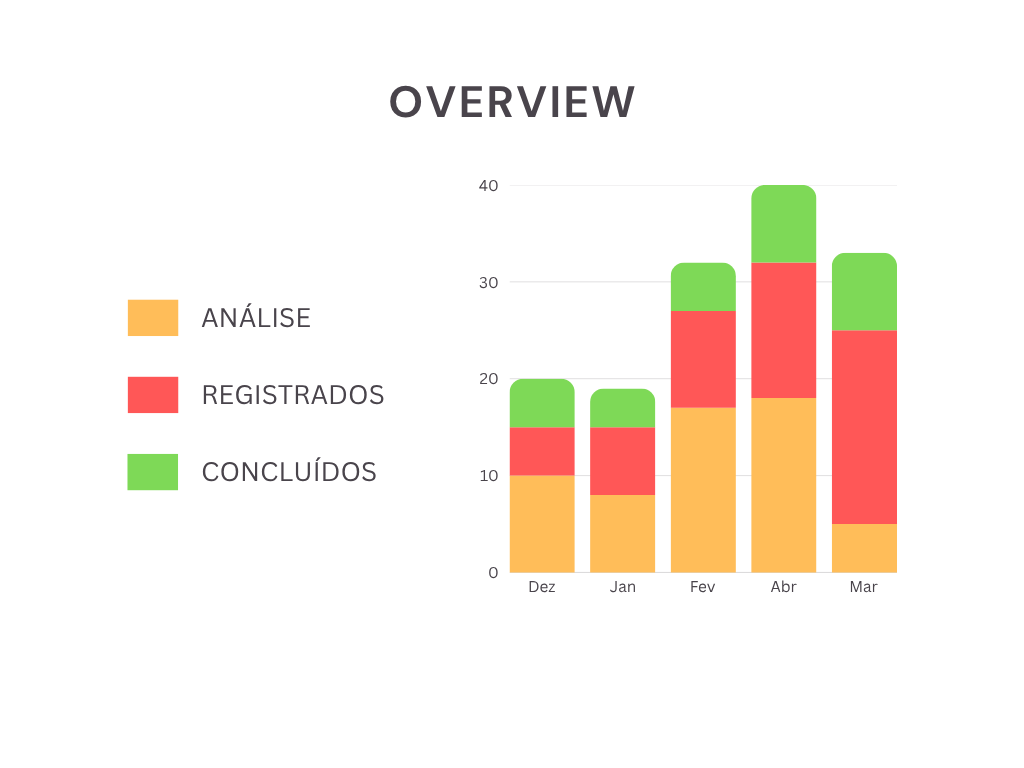 OVERVIEW
ANÁLISE
REGISTRADOS
CONCLUÍDOS
40
30
20
10
0
Dez Jan Fev Abr Mar